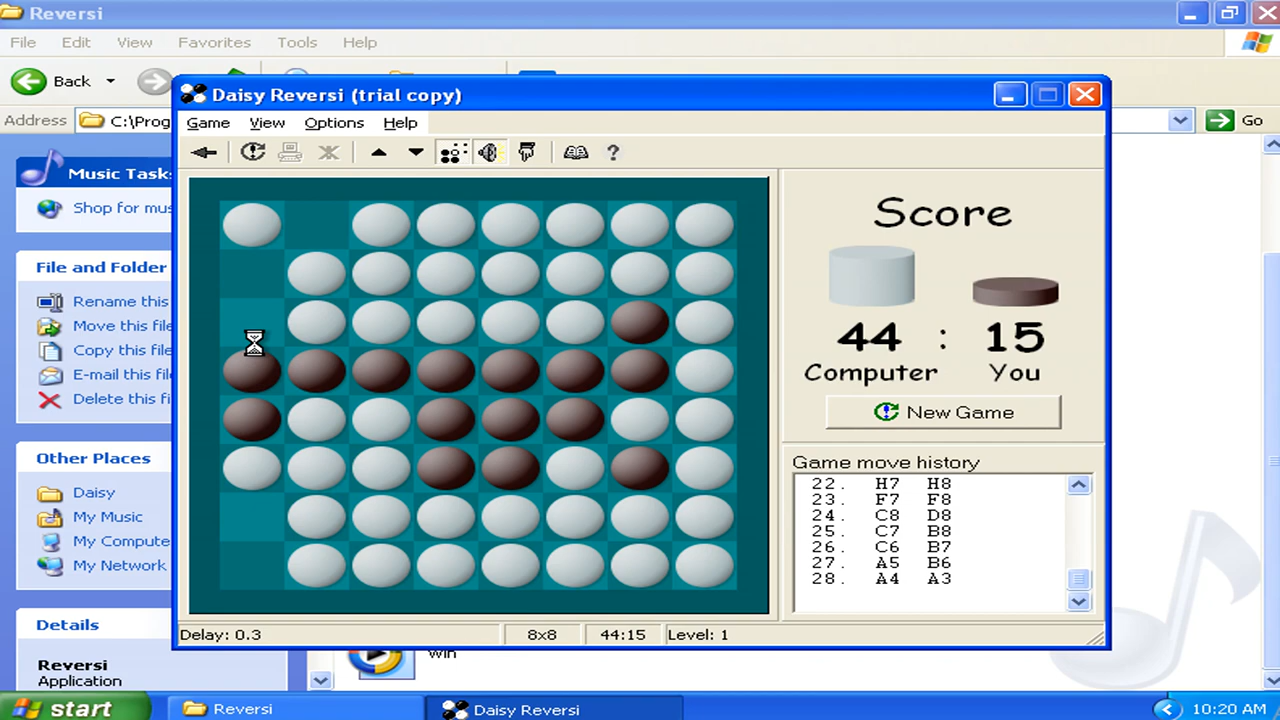 Reversi
File Edit View Favorites Tools Help
Back
Address C:\Prog
Go
Daisy Reversi (trial copy)
Game View Options Help
?
Music Task
Shop for mus
File and Folder
Rename this
Move this file
Copy this file
E-mail this file
Delete this fi
Other Places
Daisy
My Music
My Compute
My Network
Details
Reversi
Application
Score
44 : 15
Computer You
New Game
Game move history
22. H7 H8
23. F7 F8
24. C8 D8
25. C7 B8
26. C6 B7
27. A5 B6
28. A4 A3
Delay: 0.3 8x8 44:15 Level: 1
win
start Reversi Daisy Reversi 10:20 AM